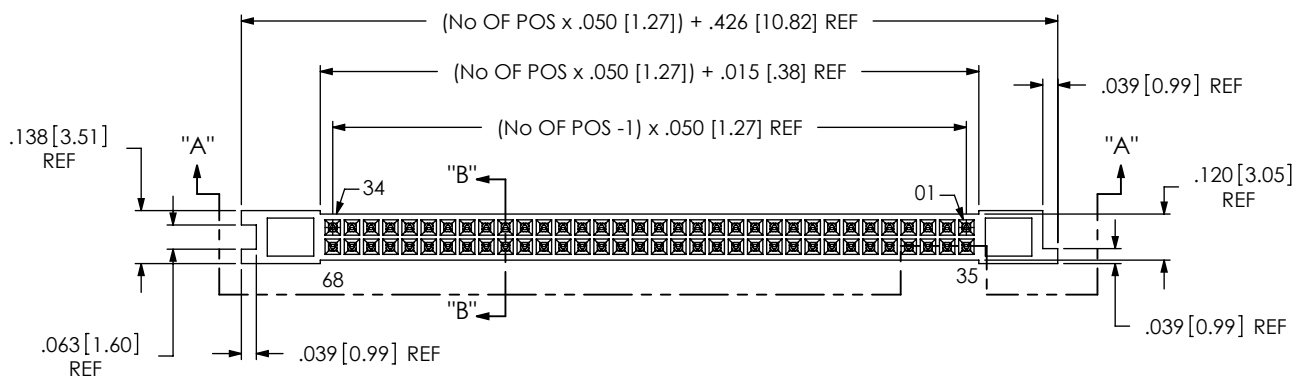 (No OF POS x .050 [1.27]) + .426 [10.82] REF
(No OF POS x .050 [1.27]) + .015 [.38] REF
.039[0.99] REF
(No OF POS -1) x .050 [1.27] REF
.138[3.51]
REF
"A"
"A"
"B"
34
01
.120[3.05]
REF
68
35
"B"
.063[1.60]
REF
.039[0.99] REF
.039[0.99] REF